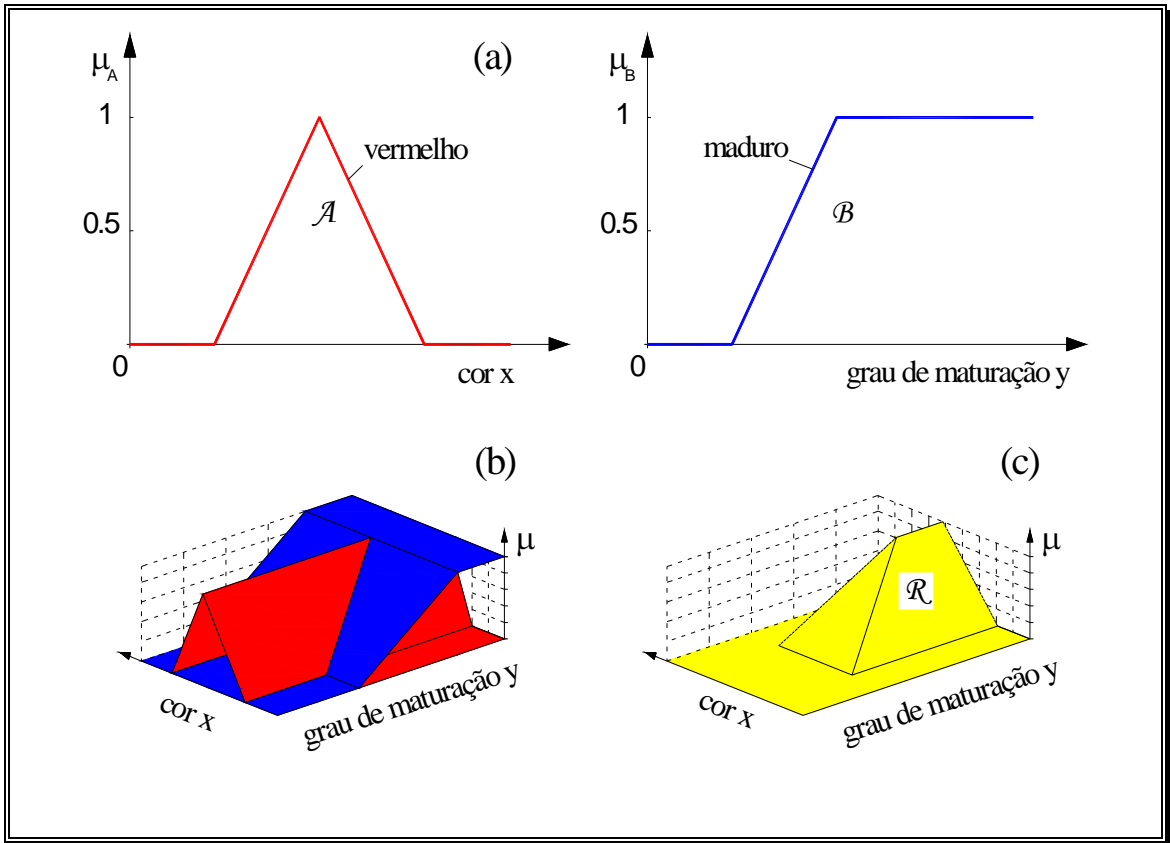 (a)
μA
1
0.5
0
vermelho
𝒜
cor x
μB
1
0.5
0
maduro
ℬ
grau de maturação y
(b)
μ
cor x
grau de maturação y
(c)
μ
ℛ
cor x
grau de maturação y